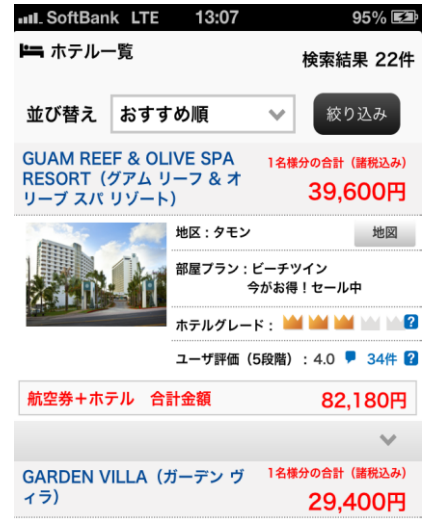 SoftBank LTE 13:07 95%
ホテル一覧 検索結果 22件
並び替え おすすめ順 絞り込み
GUAM REEF & OLIVE SPA
RESORT（グアム リーフ & オ
リーブ スパ リゾート）
1名様分の合計（諸税込み）
39,600円
地区：タモン 地図
部屋プラン：ビーチツイン
今がお得！セール中
ホテルグレード： ?
ユーザ評価（5段階）：4.0 34件 ?
航空券＋ホテル 合計金額 82,180円
GARDEN VILLA（ガーデン ヴ
ィラ）
1名様分の合計（諸税込み）
29,400円